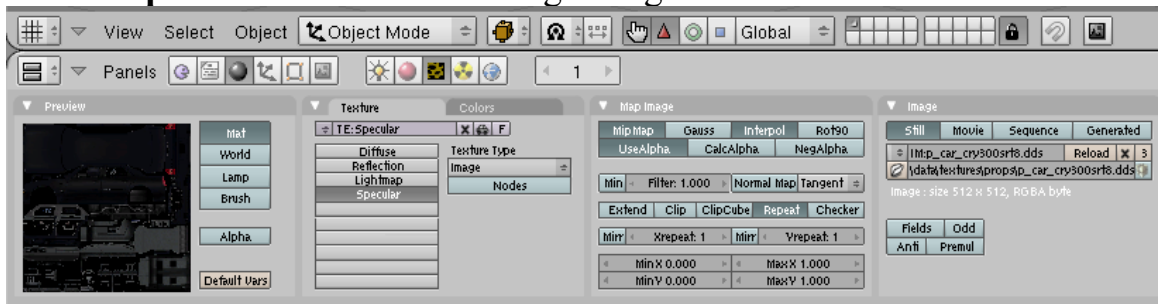 View Select Object Object Mode Global
Panels 1
Preview
Mat
World
Lamp
Brush
Alpha
Default Vars
Texture Colors
TE:Specular F
Diffuse
Reflection
Lightmap
Specular
Texture Type
Image
Nodes
Map Image
MipMap Gauss Interpol Rot90
UseAlpha CalcAlpha NegAlpha
Min Filter: 1.000 Normal Map Tangent
Extend Clip ClipCube Repeat Checker
Mirr Xrepeat: 1 Mirr Yrepeat: 1
MinX 0.000 MaxX 1.000
MinY 0.000 MaxY 1.000
Image
Still Movie Sequence Generated
IM:p_car_cry300srt8.dds Reload X 3
\data\textures\props\p_car_cry300srt8.dds
Image : size 512 x 512, RGBA byte
Fields Odd
Anti Premul